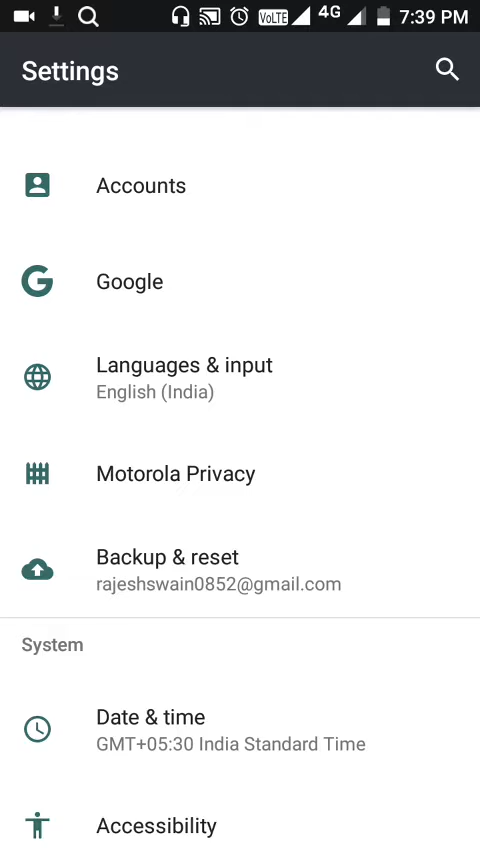 VoLTE 4G 7:39 PM
Settings
Accounts
Google
Languages & input
English (India)
Motorola Privacy
Backup & reset
rajeshswain0852@gmail.com
System
Date & time
GMT+05:30 India Standard Time
Accessibility